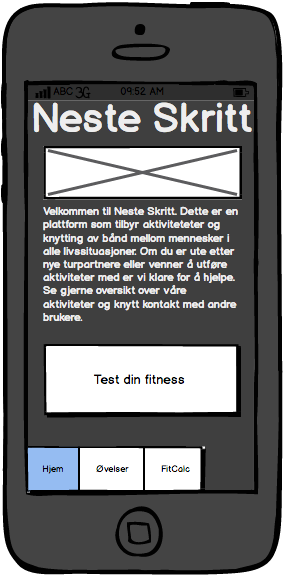 ABC 3G 09:52 AM
Neste Skritt
Velkommen til Neste Skritt. Dette er en
plattform som tilbyr aktiviteteter og
knytting av bånd mellom mennesker i
alle livssituasjoner. Om du er ute etter
nye turpartnere eller venner å utføre
aktiviteter med er vi klare for å hjelpe.
Se gjerne oversikt over våre
aktiviteter og knytt kontakt med andre
brukere.
Test din fitness
Hjem Øvelser FitCalc